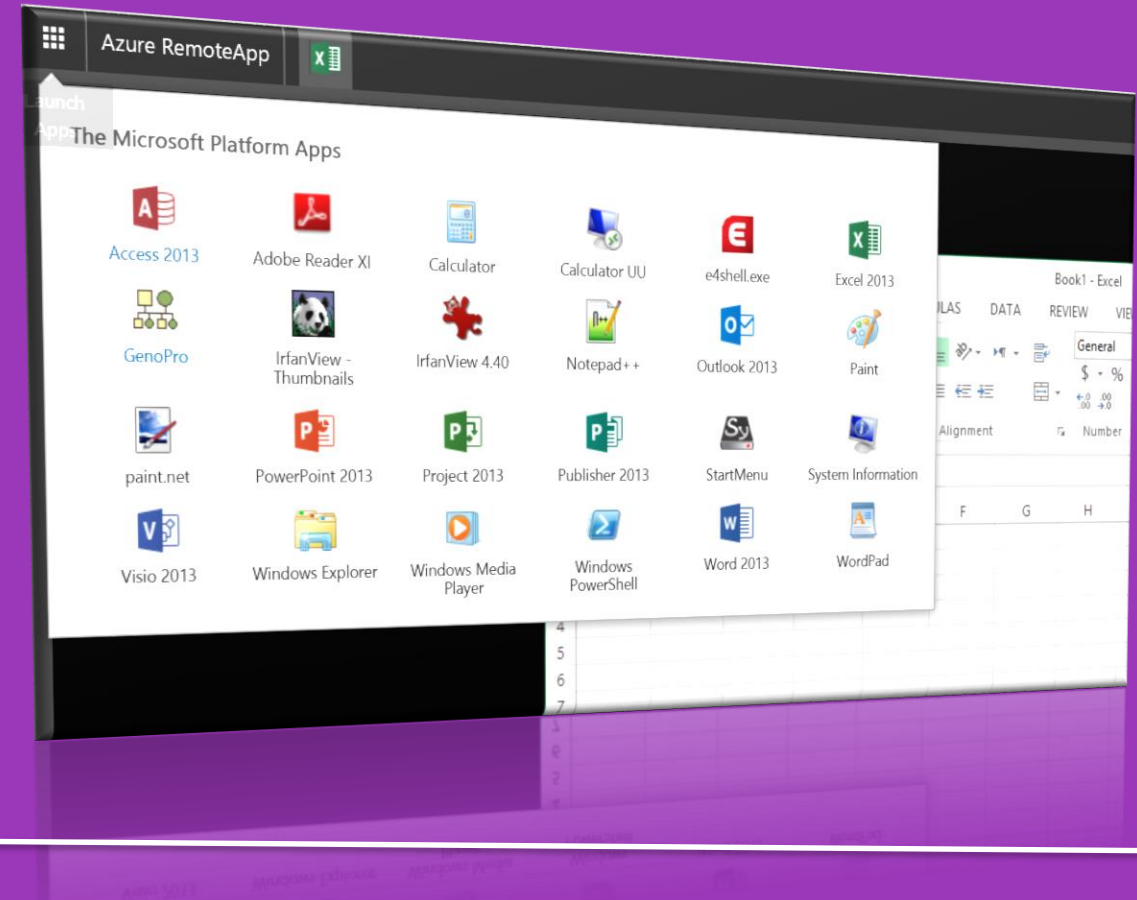 Azure RemoteApp
Launch
Apps
The Microsoft Platform Apps
Access 2013
Adobe Reader XI
Calculator
Calculator UU
e4shell.exe
Excel 2013
GenoPro
IrfanView -
Thumbnails
IrfanView 4.40
Notepad++
Outlook 2013
Paint
paint.net
PowerPoint 2013
Project 2013
Publisher 2013
StartMenu
System Information
Visio 2013
Windows Explorer
Windows Media
Player
Windows
PowerShell
Word 2013
WordPad
Book1 - Excel
ULAS DATA REVIEW VIE
General
$ - %
Alignment
Number
F G H
4
5
6
7